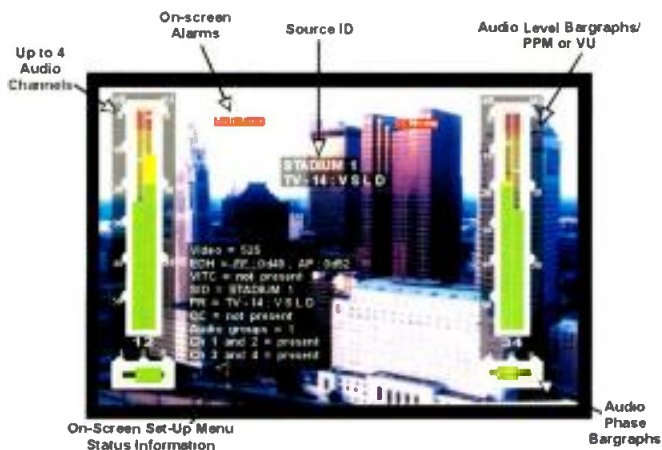 On-screen
Alarms
Source ID
Audio Level Bargraphs/
PPM or VU
Up to 4
Audio
Channels
STADIUM 1
TV-14: V S L D
Video = 525
VITC = not present
SID = STADIUM 1
PR = TV-14: V S L D
CC = not present
Audio groups = 1
Ch 1 and 2 = present
Ch 3 and 4 = present
12
34
On-Screen Set-Up Menu
Status Information
Audio
Phase
Bargraphs